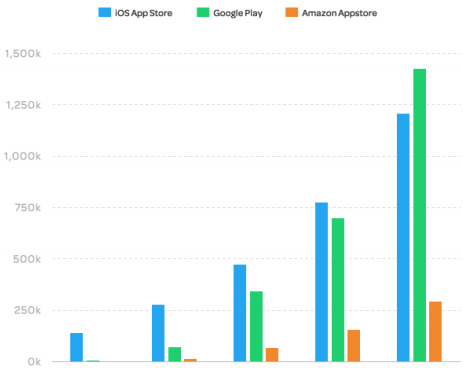 iOS App Store Google Play Amazon Appstore
1,500k
1,250k
1,000k
750k
500k
250k
0k